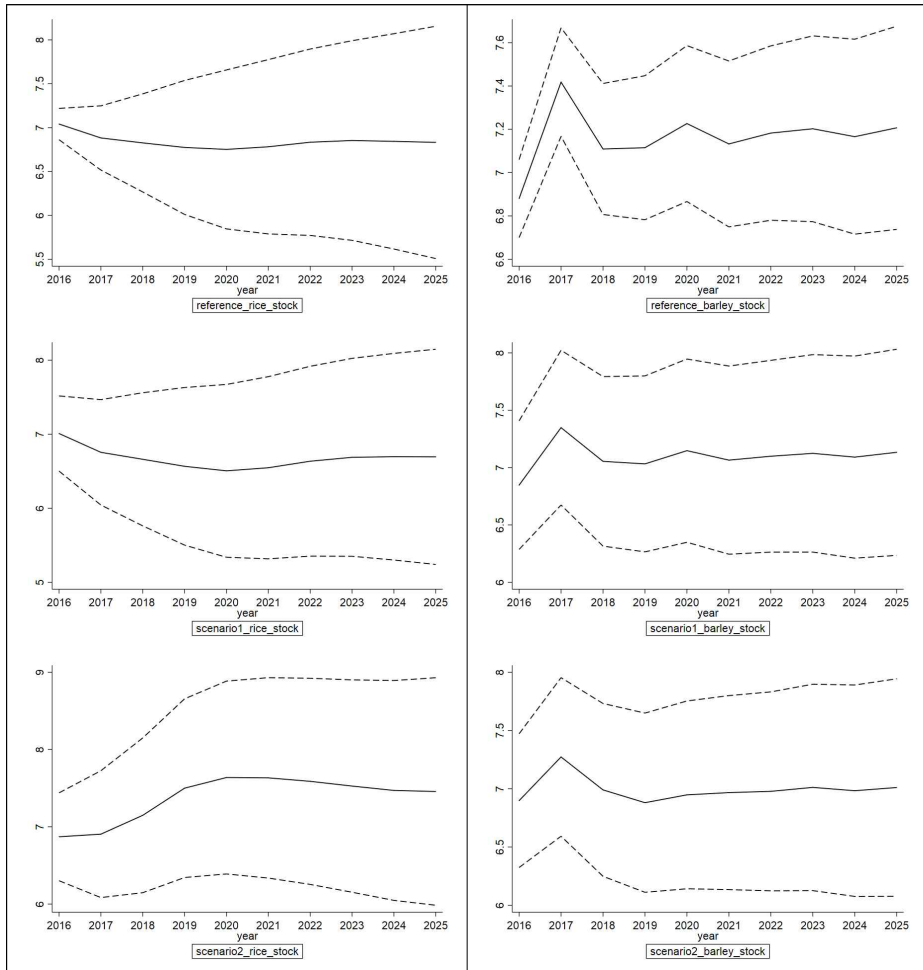 8
7.5
7
6.5
6
5.5
2016 2017 2018 2019 2020 2021 2022 2023 2024 2025
year
reference_rice_stock
7.6
7.4
7.2
7
6.8
6.6
2016 2017 2018 2019 2020 2021 2022 2023 2024 2025
year
reference_barley_stock
8
7
6
5
2016 2017 2018 2019 2020 2021 2022 2023 2024 2025
year
scenario1_rice_stock
8
7.5
7
6.5
6
2016 2017 2018 2019 2020 2021 2022 2023 2024 2025
year
scenario1_barley_stock
9
8
7
6
2016 2017 2018 2019 2020 2021 2022 2023 2024 2025
year
scenario2_rice_stock
8
7.5
7
6.5
6
2016 2017 2018 2019 2020 2021 2022 2023 2024 2025
year
scenario2_barley_stock